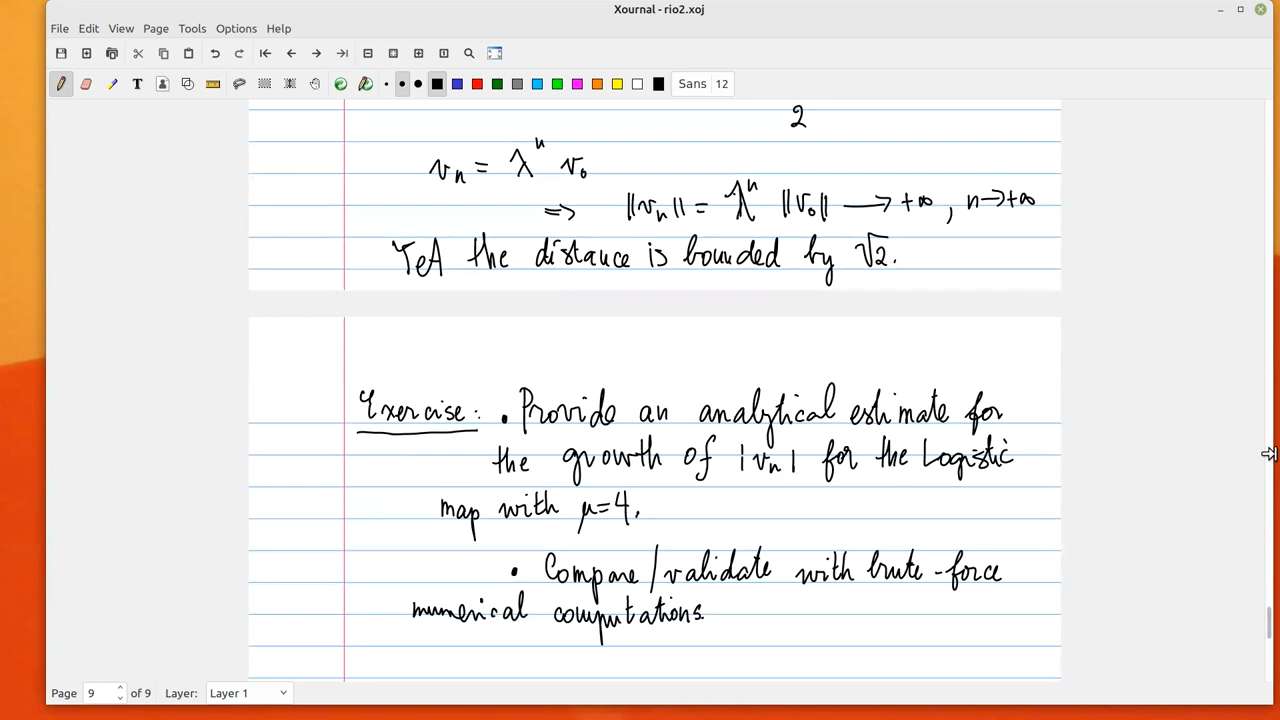 Xournal - rio2.xoj
File Edit View Page Tools Options Help
Sans 12
2
vₙ = λⁿ v₀
⇒ ‖vₙ‖ = λⁿ ‖v₀‖ ⟶ +∞, n→+∞
the distance is bounded by √2.
Exercise: • Provide an analytical estimate for
the growth of |vₙ| for the Logistic
map with μ=4.
• Compare/validate with brute-force
numerical computations.
Page 9 of 9 Layer: Layer 1